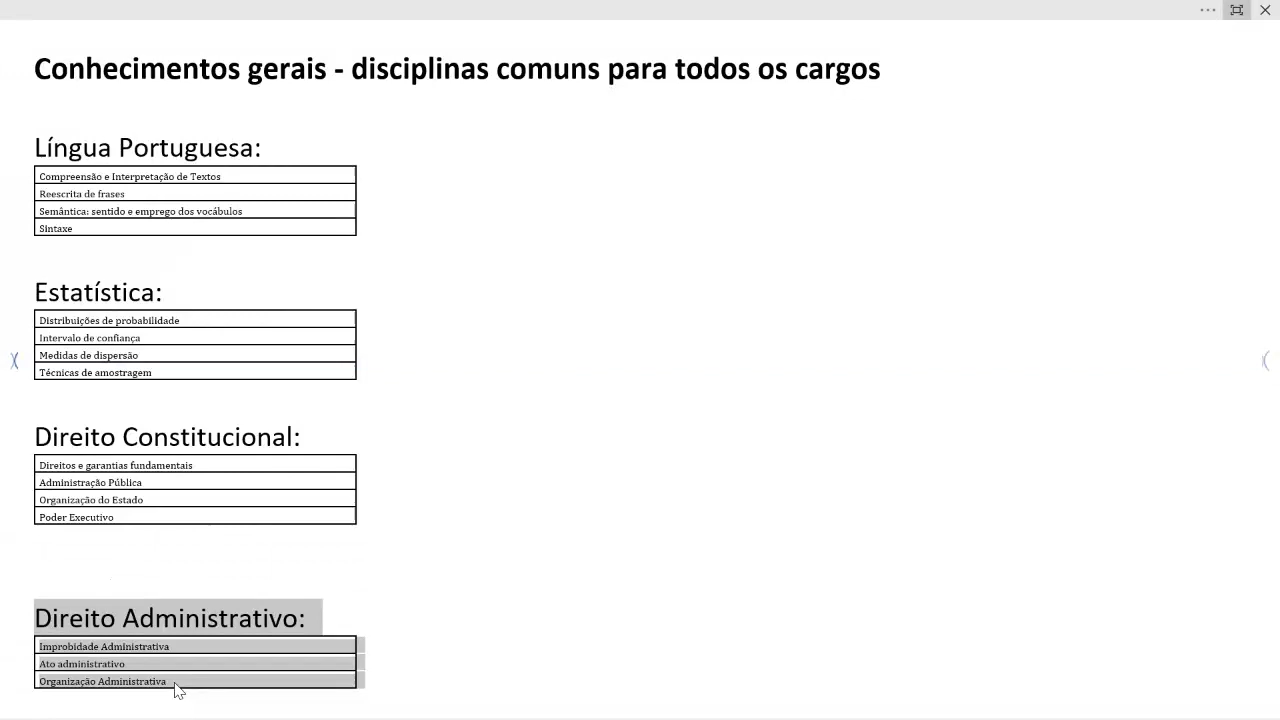 Conhecimentos gerais - disciplinas comuns para todos os cargos
Língua Portuguesa:
Compreensão e Interpretação de Textos
Reescrita de frases
Semântica: sentido e emprego dos vocábulos
Sintaxe
Estatística:
Distribuições de probabilidade
Intervalo de confiança
Medidas de dispersão
Técnicas de amostragem
Direito Constitucional:
Direitos e garantias fundamentais
Administração Pública
Organização do Estado
Poder Executivo
Direito Administrativo:
Improbidade Administrativa
Ato administrativo
Organização Administrativa